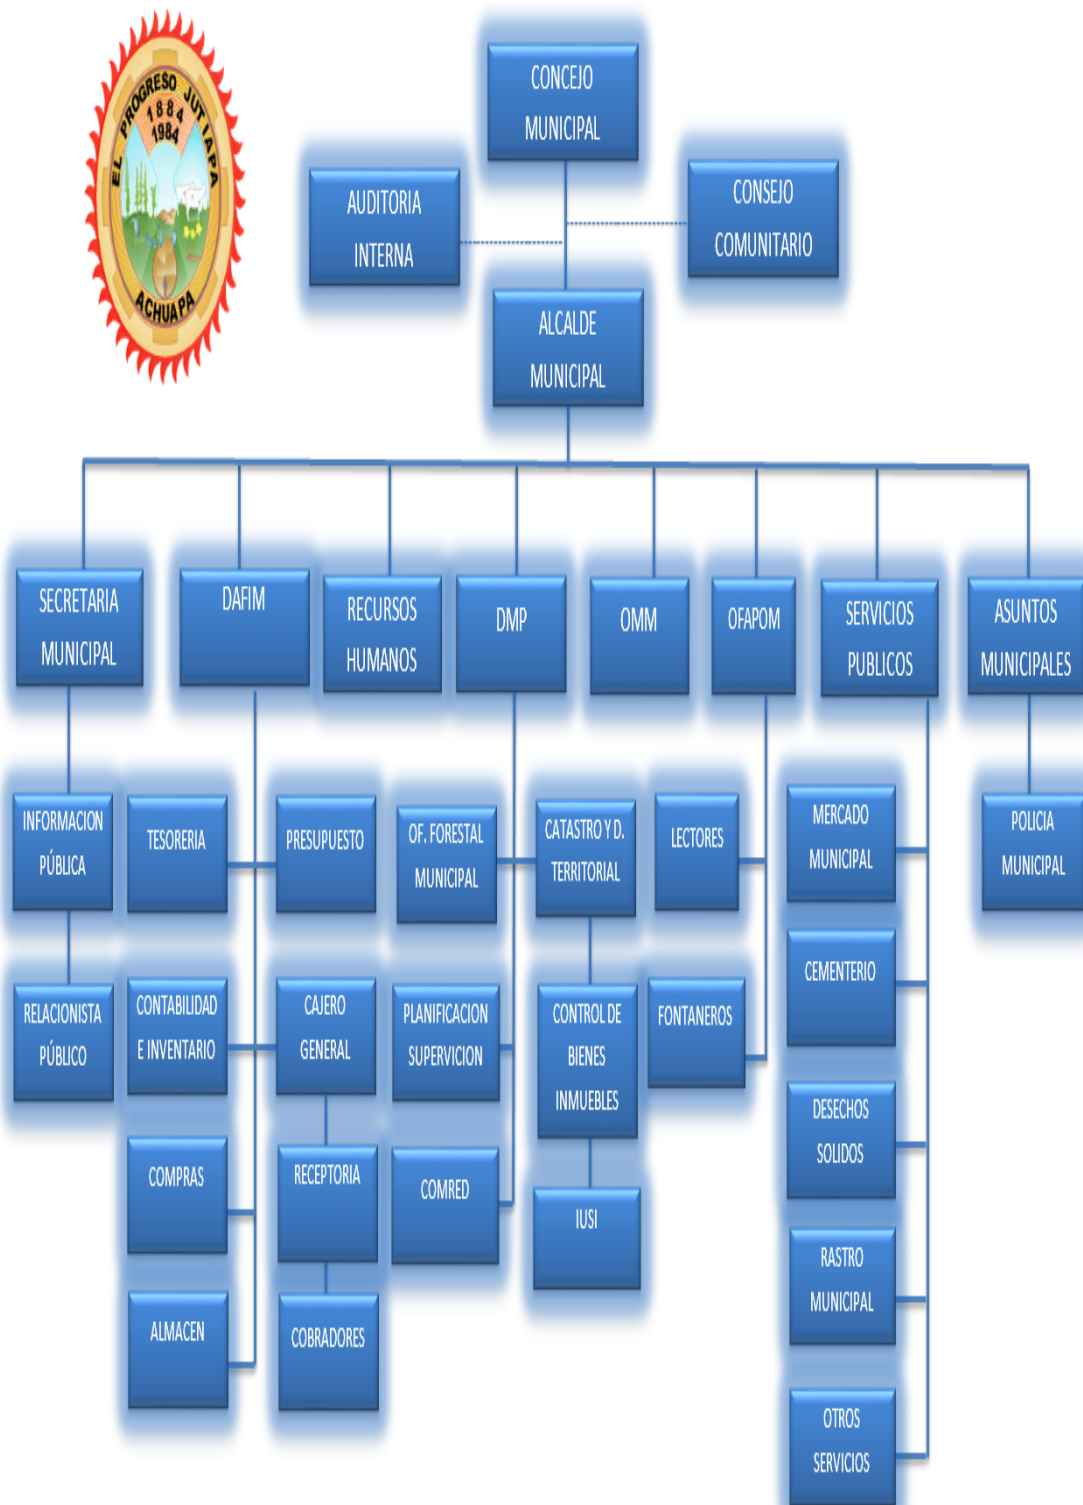 EL PROGRESO JUTIAPA
1884
1984
ACHUAPA
CONCEJO
MUNICIPAL
AUDITORIA
INTERNA
CONSEJO
COMUNITARIO
ALCALDE
MUNICIPAL
SECRETARIA
MUNICIPAL
DAFIM
RECURSOS
HUMANOS
DMP
OMM
OFAPOM
SERVICIOS
PUBLICOS
ASUNTOS
MUNICIPALES
INFORMACION
PÚBLICA
TESORERIA
PRESUPUESTO
OF. FORESTAL
MUNICIPAL
CATASTRO Y D.
TERRITORIAL
LECTORES
MERCADO
MUNICIPAL
POLICIA
MUNICIPAL
RELACIONISTA
PÚBLICO
CONTABILIDAD
E INVENTARIO
CAJERO
GENERAL
PLANIFICACION
SUPERVICION
CONTROL DE
BIENES
INMUEBLES
FONTANEROS
CEMENTERIO
COMPRAS
RECEPTORIA
COMRED
IUSI
DESECHOS
SOLIDOS
ALMACEN
COBRADORES
RASTRO
MUNICIPAL
OTROS
SERVICIOS